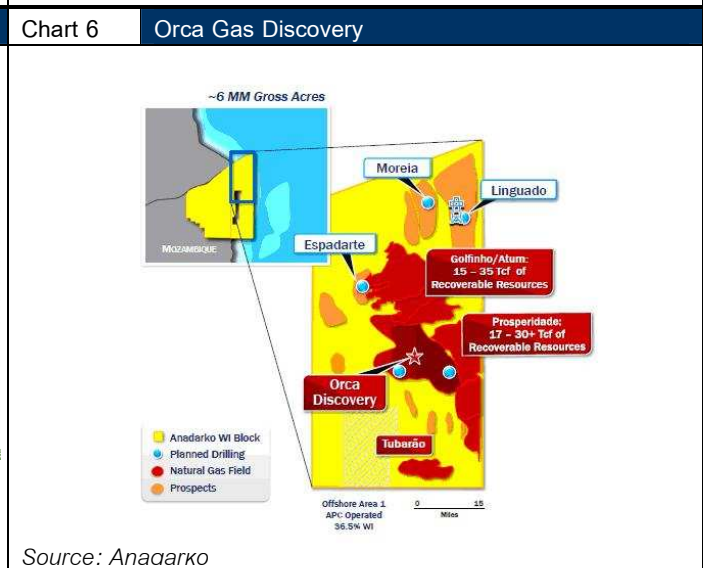 Chart 6
Orca Gas Discovery
~6 MM Gross Acres
MOZAMBIQUE
Moreia
Linguado
Espadarte
Golfinho/Atum:
15 – 35 Tcf of
Recoverable Resources
Prosperidade:
17 – 30+ Tcf of
Recoverable Resources
Orca
Discovery
Tubarão
Anadarko WI Block
Planned Drilling
Natural Gas Field
Prospects
Offshore Area 1
APC Operated
36.5% WI
0 15
Miles
Source: Anadarko